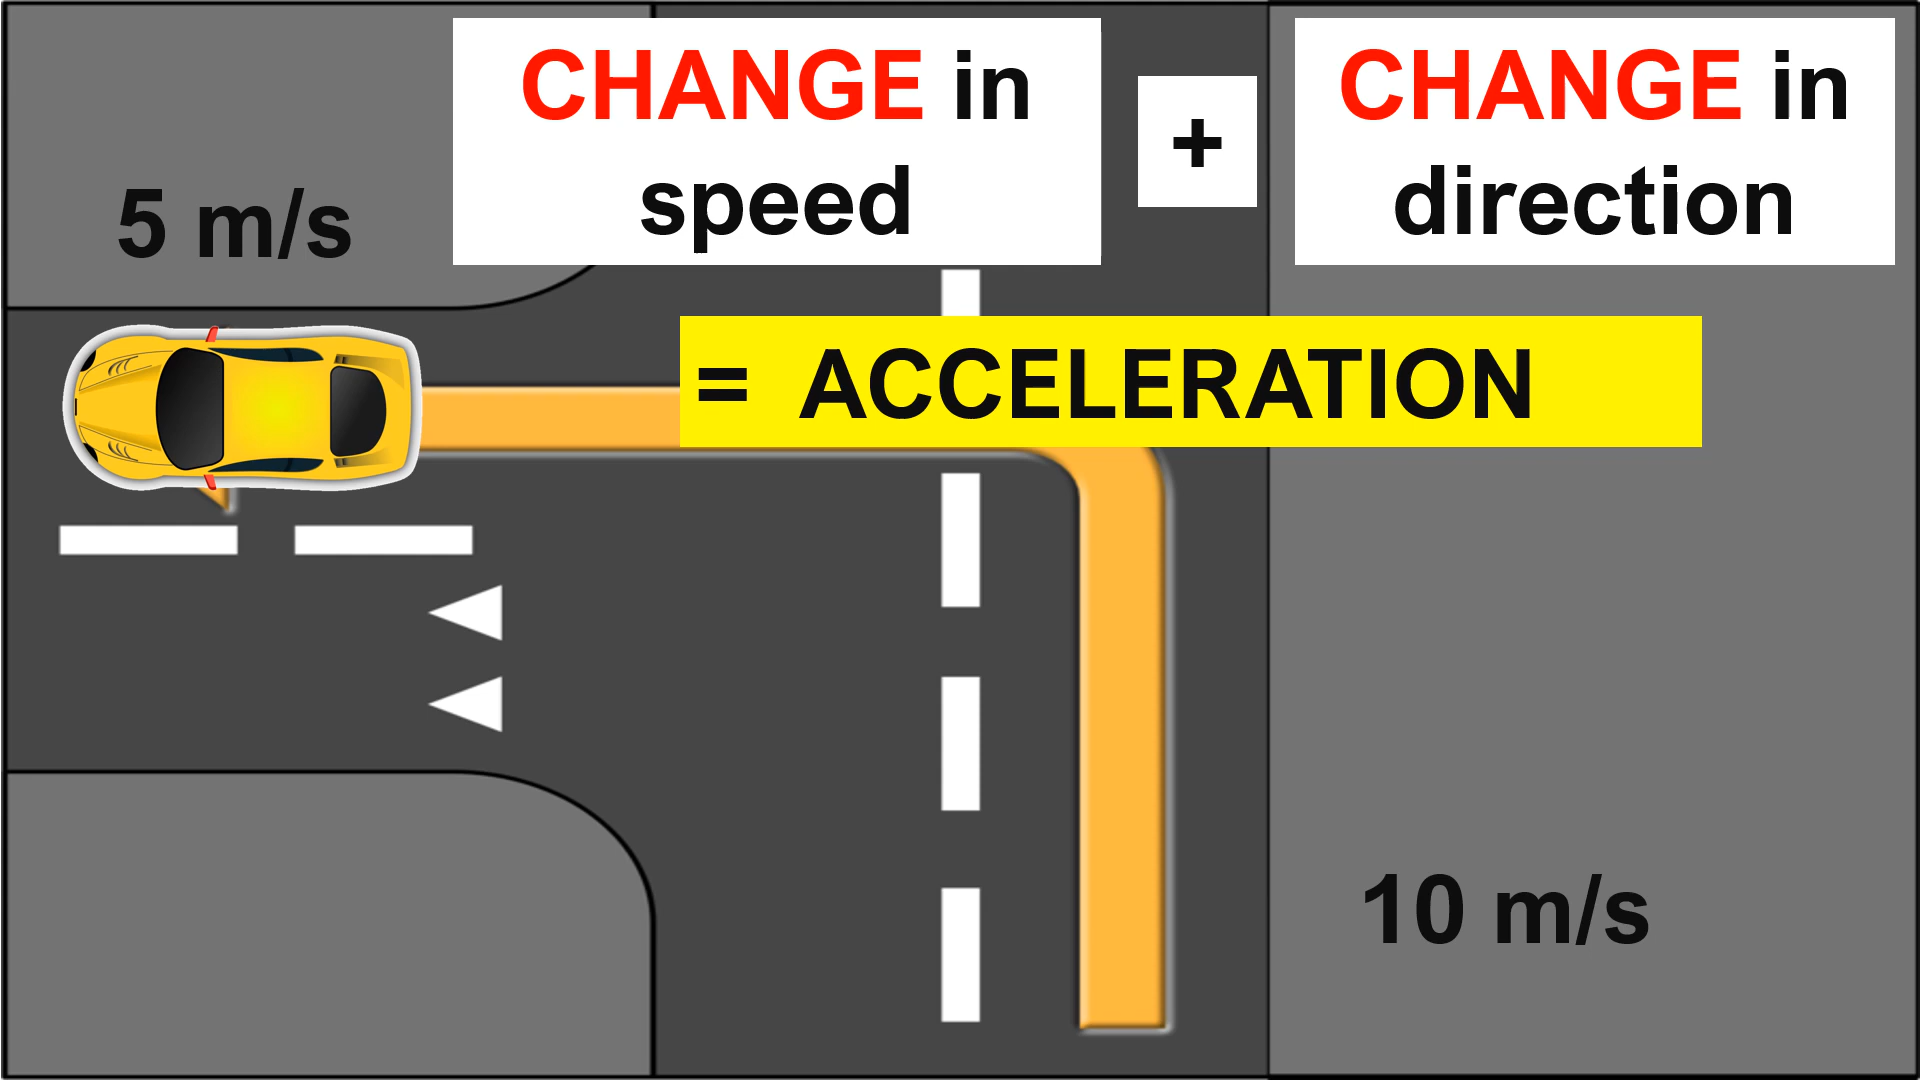 CHANGE in
speed
+
CHANGE in
direction
5 m/s
= ACCELERATION
10 m/s